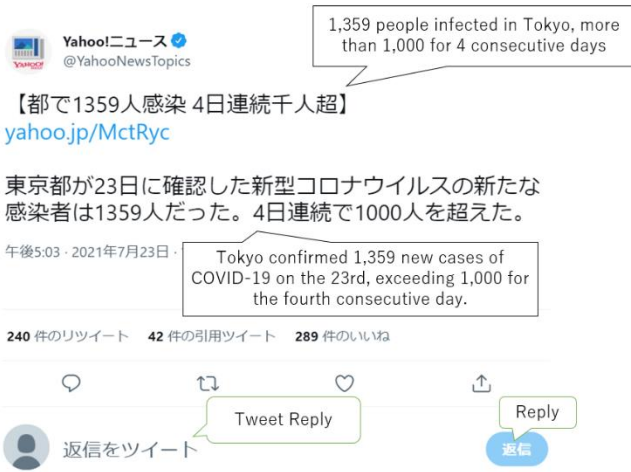 1,359 people infected in Tokyo, more
than 1,000 for 4 consecutive days
YAHOO!
Yahoo!ニュース
@YahooNewsTopics
【都で1359人感染 4日連続千人超】
yahoo.jp/MctRyc
東京都が23日に確認した新型コロナウイルスの新たな
感染者は1359人だった。4日連続で1000人を超えた。
午後5:03 · 2021年7月23日 ·
Tokyo confirmed 1,359 new cases of
COVID-19 on the 23rd, exceeding 1,000 for
the fourth consecutive day.
240 件のリツイート 42 件の引用ツイート 289 件のいいね
Tweet Reply
Reply
返信をツイート
返信